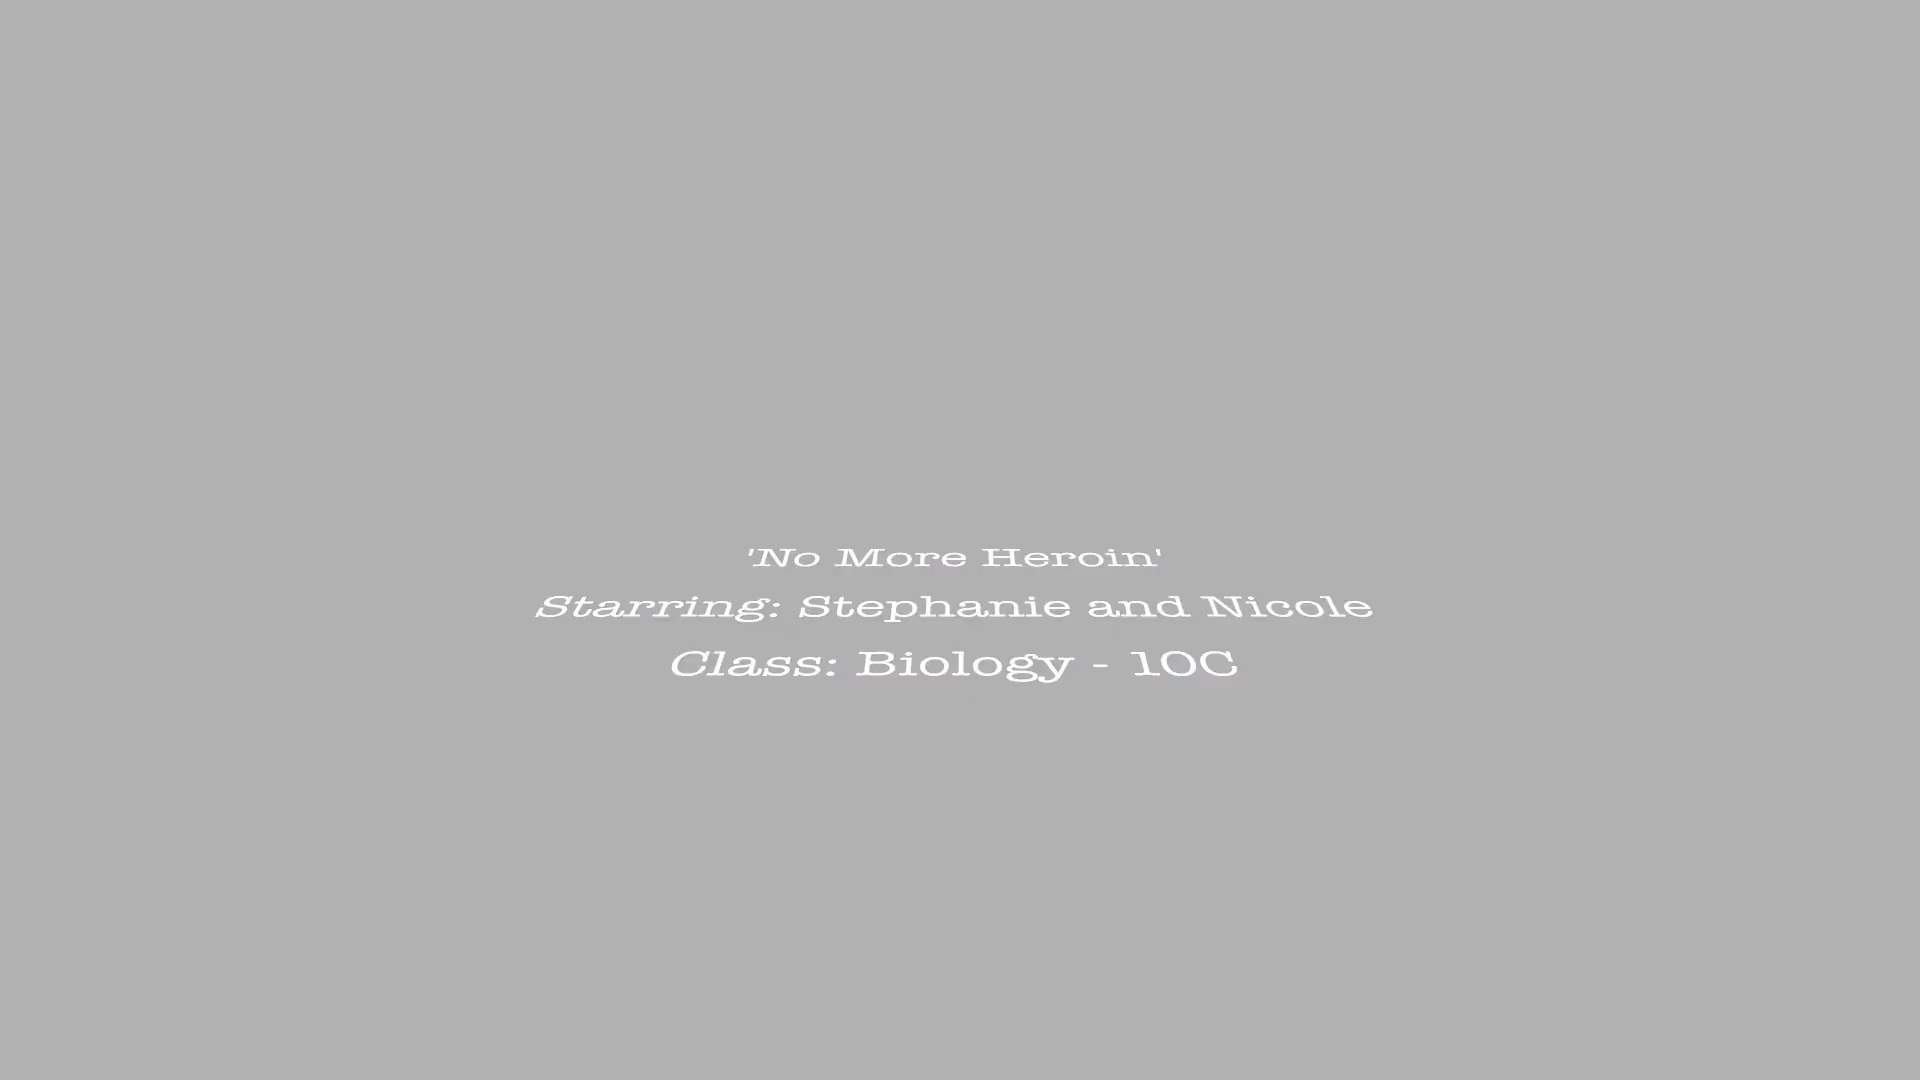 'No More Heroin'
Starring: Stephanie and Nicole
Class: Biology - 10C